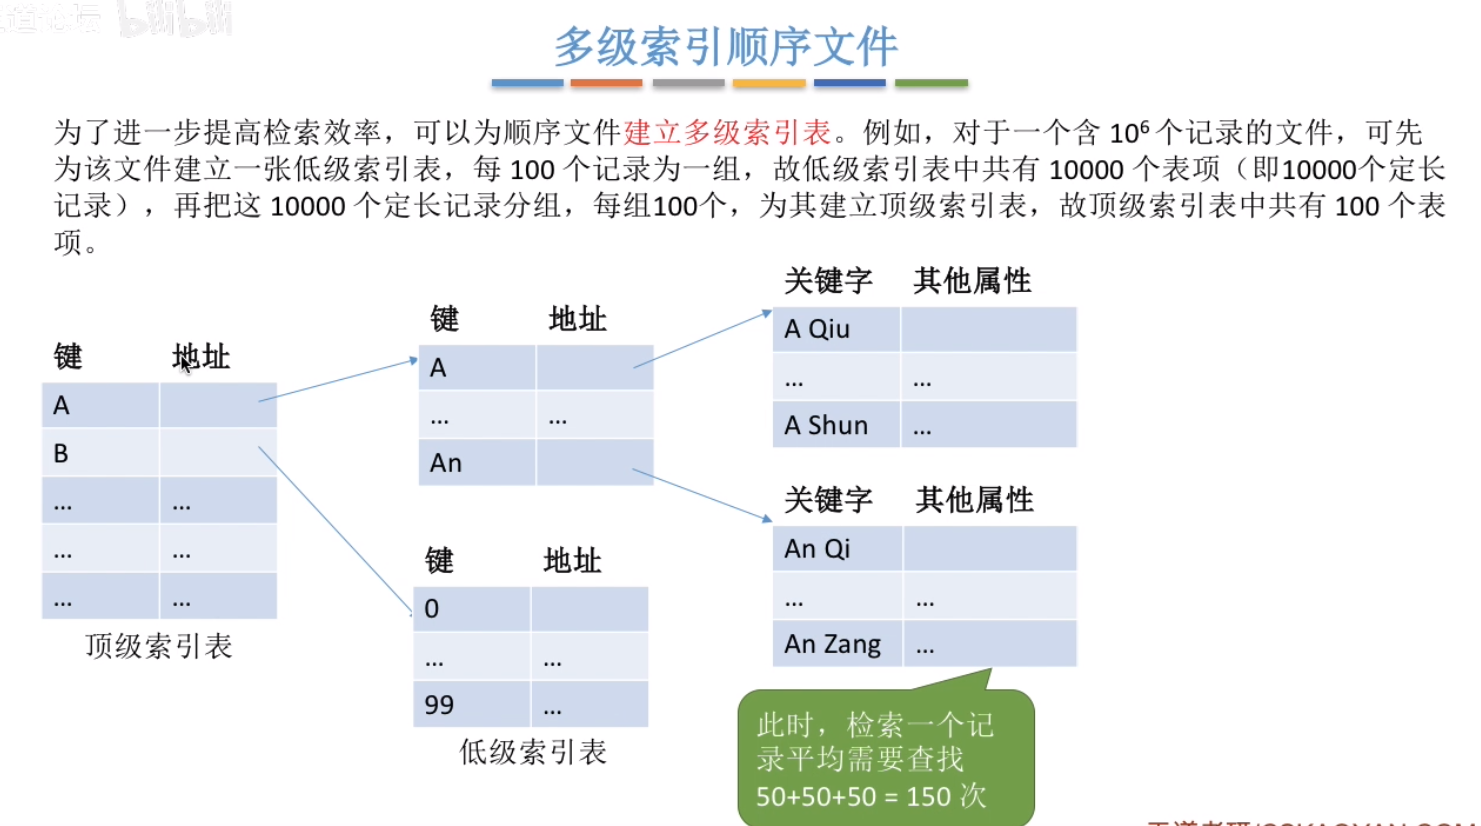 道论坛 bilibili
多级索引顺序文件
为了进一步提高检索效率，可以为顺序文件建立多级索引表。例如，对于一个含 10⁶ 个记录的文件，可先
为该文件建立一张低级索引表，每 100 个记录为一组，故低级索引表中共有 10000 个表项（即10000个定长
记录），再把这 10000 个定长记录分组，每组100个，为其建立顶级索引表，故顶级索引表中共有 100 个表
项。
键 地址
A
B
... ...
... ...
... ...
顶级索引表
键 地址
A
... ...
An
键 地址
0
... ...
99 ...
低级索引表
关键字 其他属性
A Qiu
... ...
A Shun ...
关键字 其他属性
An Qi
... ...
An Zang ...
此时，检索一个记
录平均需要查找
50+50+50 = 150 次